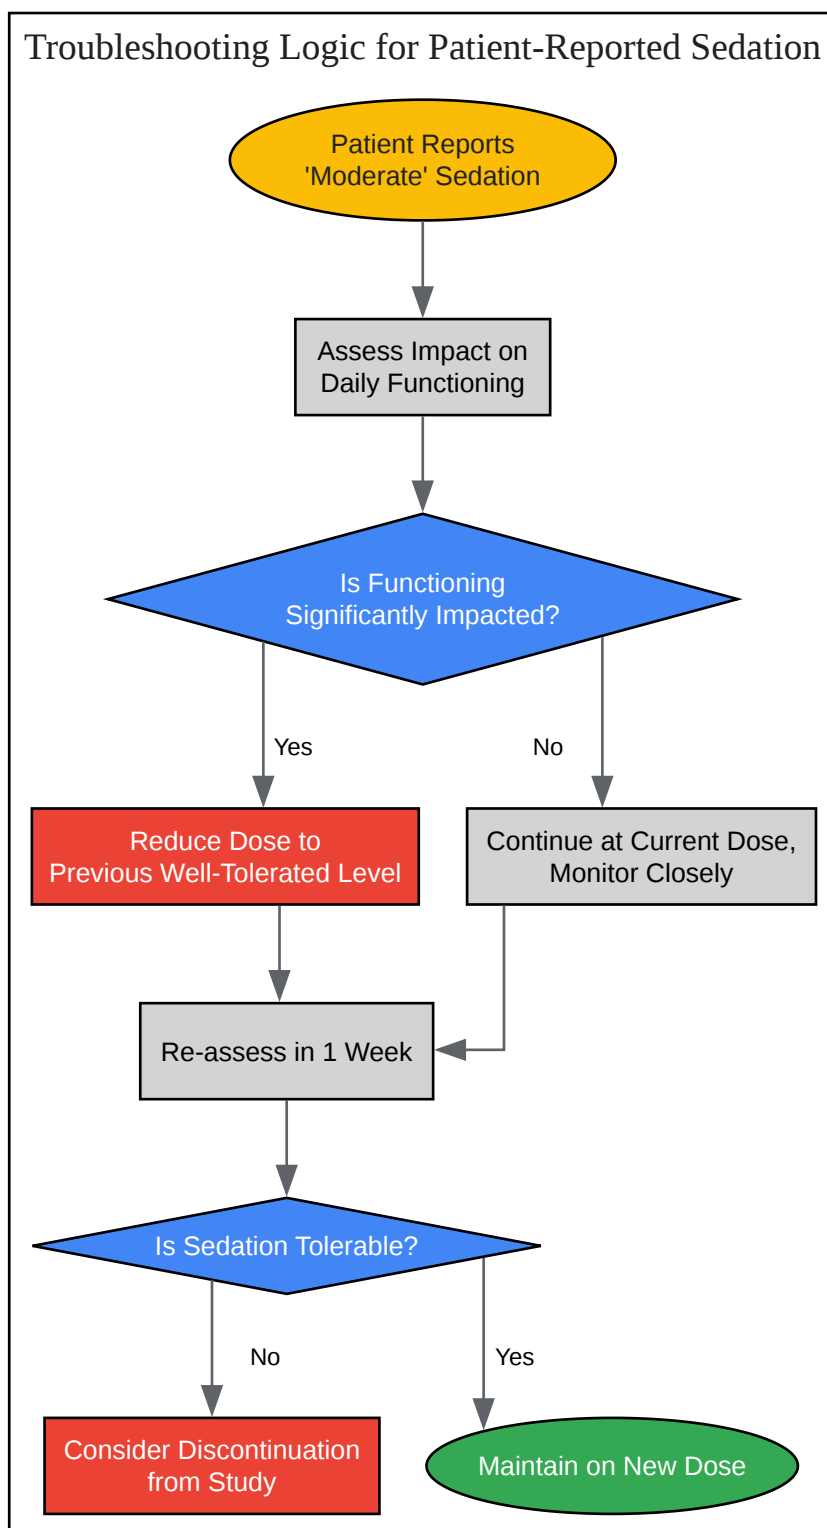 Troubleshooting Logic for Patient-Reported Sedation
Patient Reports
'Moderate' Sedation
Assess Impact on
Daily Functioning
Is Functioning
Significantly Impacted?
Yes
No
Reduce Dose to
Previous Well-Tolerated Level
Continue at Current Dose,
Monitor Closely
Re-assess in 1 Week
Is Sedation Tolerable?
No
Yes
Consider Discontinuation
from Study
Maintain on New Dose